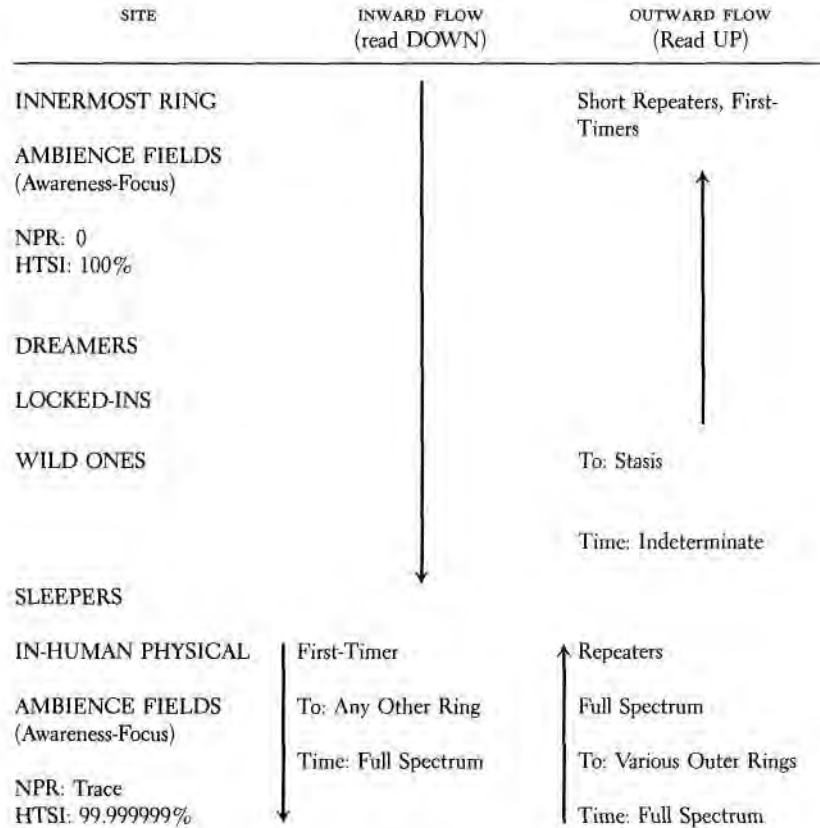 SITE
INWARD FLOW
(read DOWN)
OUTWARD FLOW
(Read UP)
INNERMOST RING
Short Repeaters, First-
Timers
AMBIENCE FIELDS
(Awareness-Focus)
NPR: 0
HTSI: 100%
DREAMERS
LOCKED-INS
WILD ONES
To: Stasis
Time: Indeterminate
SLEEPERS
IN-HUMAN PHYSICAL
First-Timer
Repeaters
AMBIENCE FIELDS
(Awareness-Focus)
To: Any Other Ring
Full Spectrum
Time: Full Spectrum
To: Various Outer Rings
NPR: Trace
HTSI: 99.999999%
Time: Full Spectrum